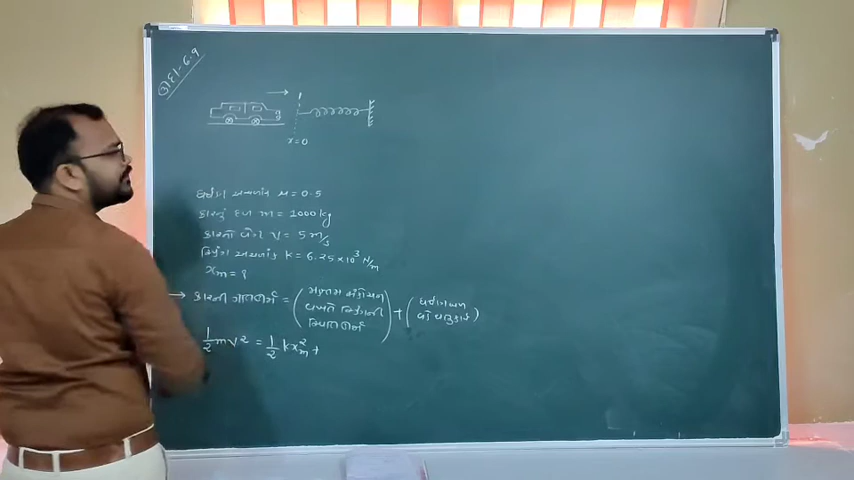 ઉદા-6.9
x=0
ઘર્ષણ અચળાંક μ = 0.5
કારનું દળ m = 1000 kg
કારનો વેગ V = 5 m/s
સ્પ્રિંગ અચળાંક k = 6.25×10³ N/m
xm = ?
→ કારની ગતિઊર્જા = (મહત્તમ સંકોચન વખતે સ્પ્રિંગની સ્થિતિઊર્જા) + (ઘર્ષણબળ વડે થતું કાર્ય)
½mv² = ½kxm² +